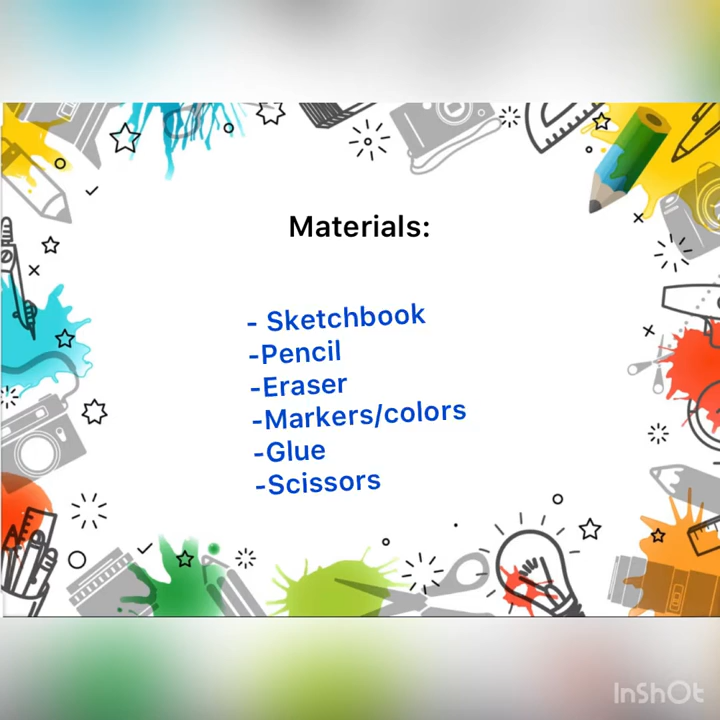 Materials:
- Sketchbook
-Pencil
-Eraser
-Markers/colors
-Glue
-Scissors
InShOt